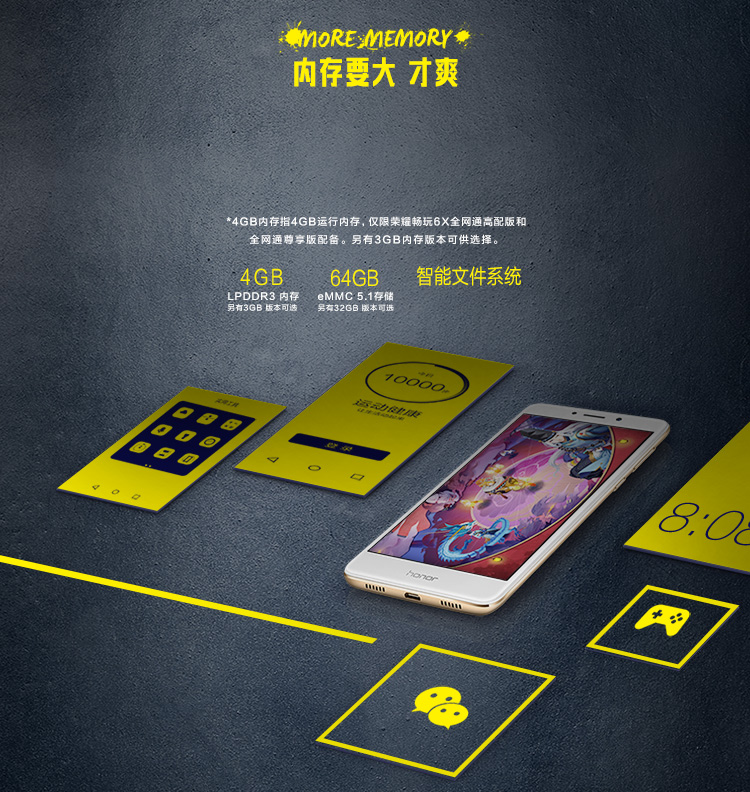 MORE MEMORY
内存要大 才爽
*4GB内存指4GB运行内存，仅限荣耀畅玩6X全网通高配版和
全网通尊享版配备。另有3GB内存版本可供选择。
4GB
64GB
智能文件系统
LPDDR3 内存
eMMC 5.1存储
另有3GB 版本可选
另有32GB 版本可选
10000
运动健康
登录
8:08
honor